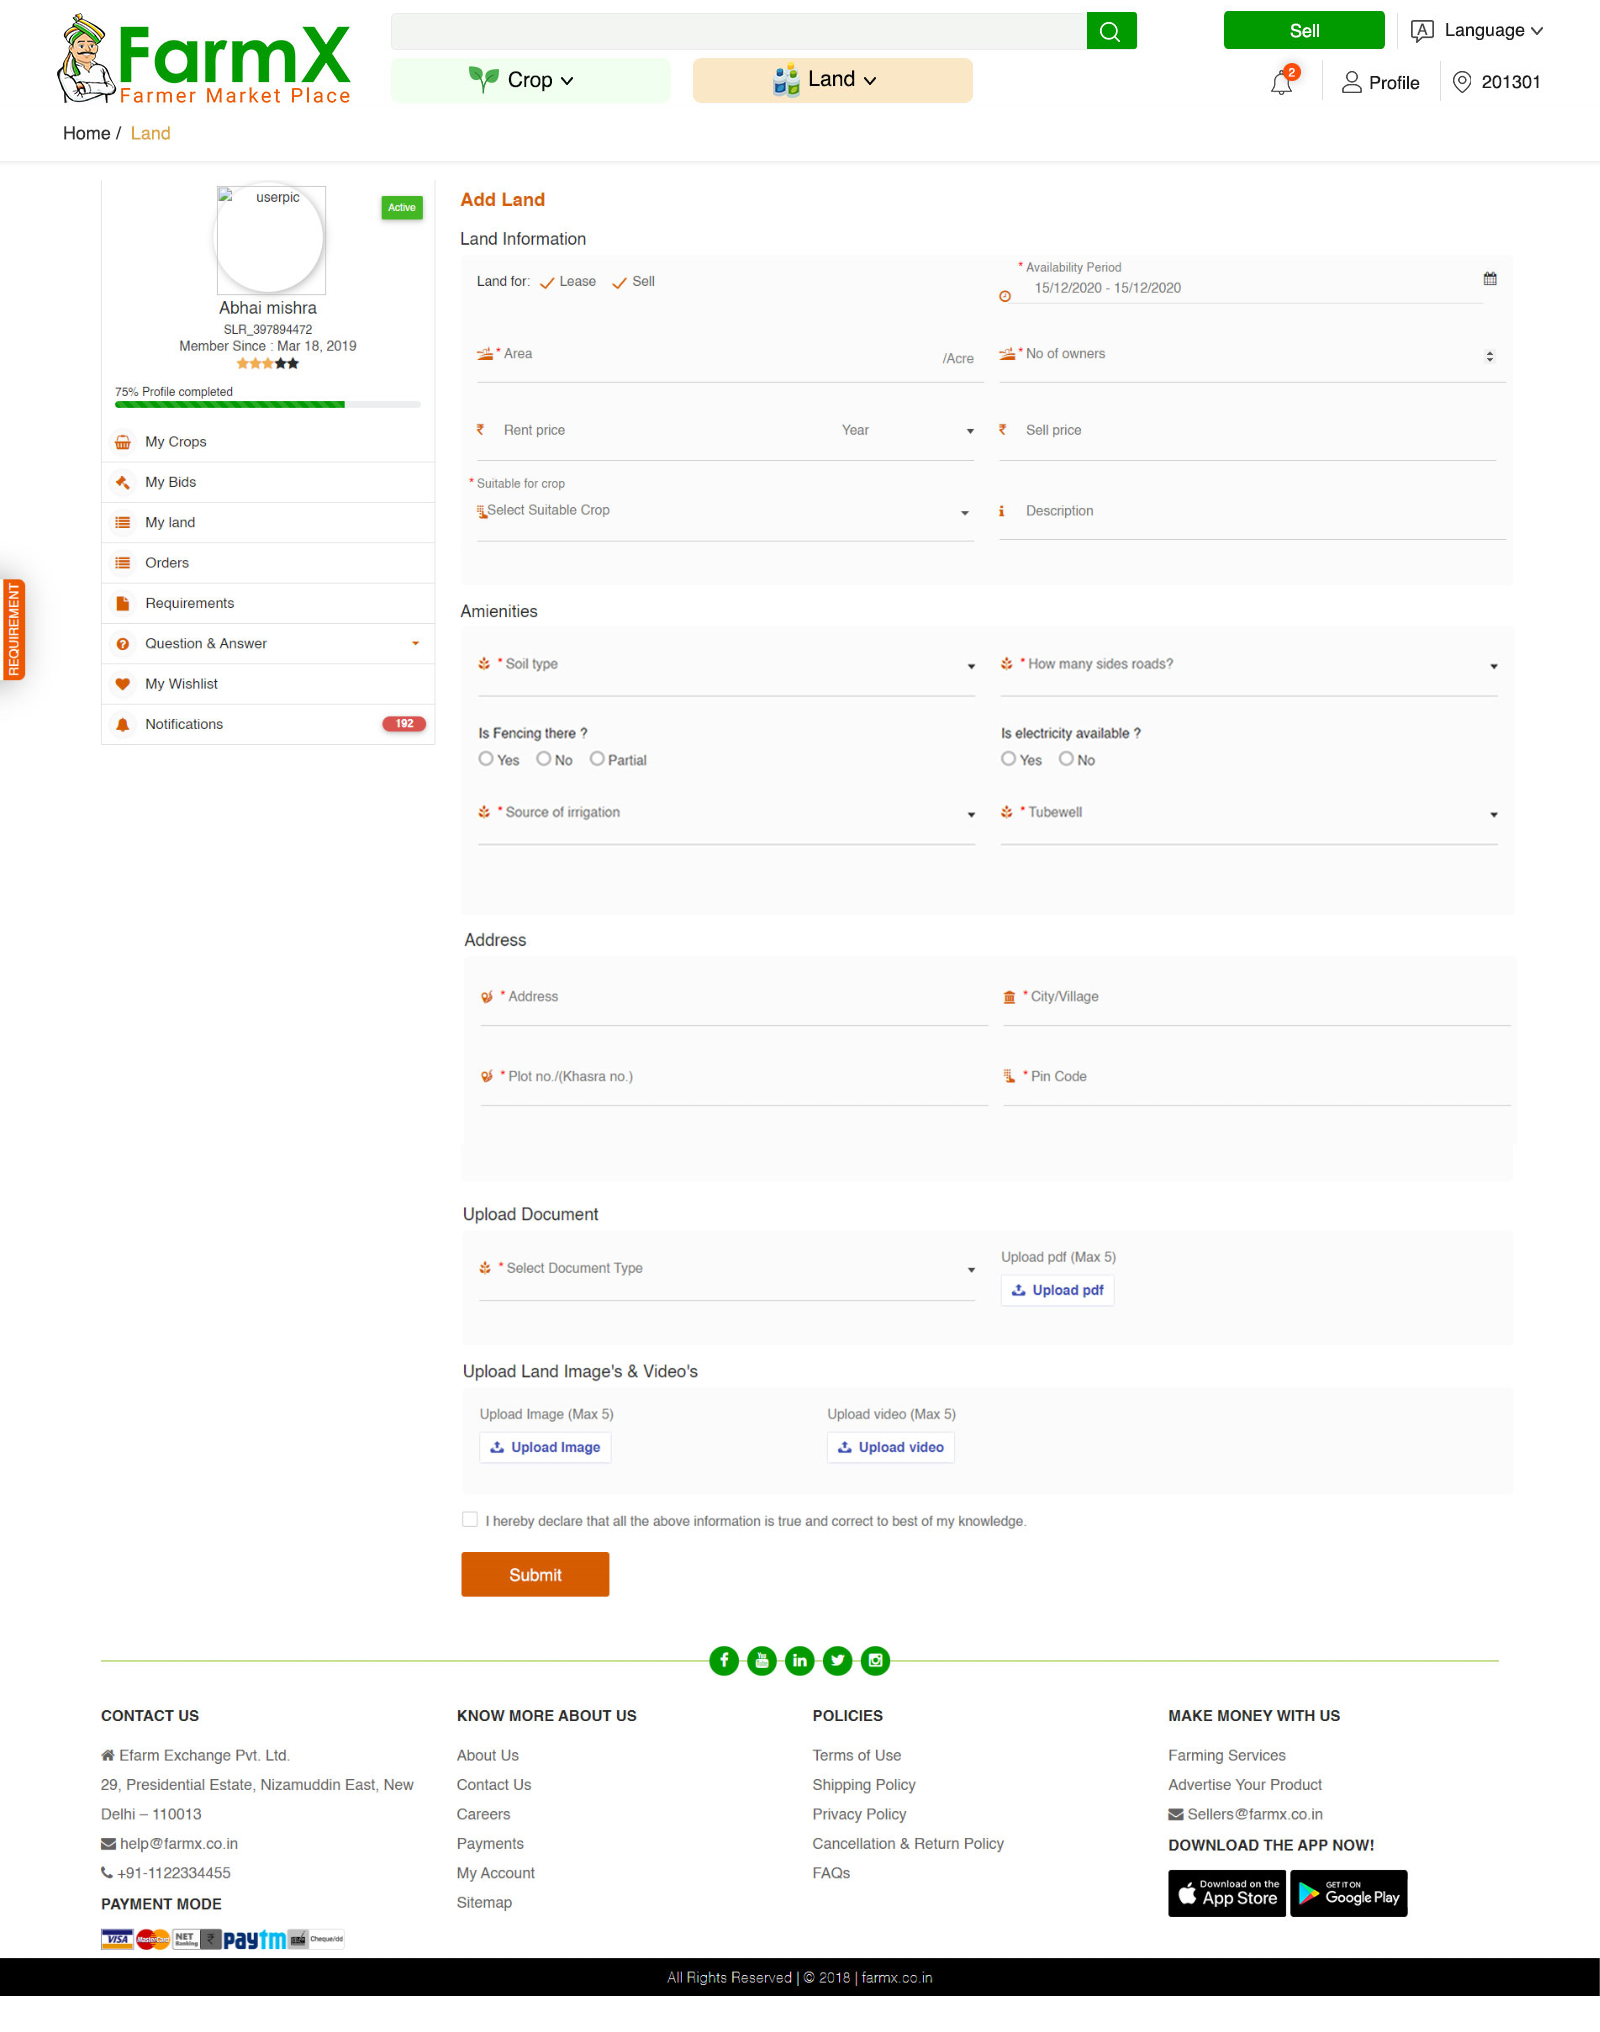 FarmX
Farmer Market Place
Sell
A Language
Crop
Land
2
Profile
201301
Home / Land
userpic
Active
Abhai mishra
SLR_397894472
Member Since : Mar 18, 2019
75% Profile completed
My Crops
My Bids
My land
Orders
Requirements
Question & Answer
My Wishlist
Notifications 192
REQUIREMENT
Add Land
Land Information
Land for: Lease Sell
* Availability Period
15/12/2020 - 15/12/2020
* Area /Acre
* No of owners
₹ Rent price Year
₹ Sell price
* Suitable for crop
Select Suitable Crop
Description
Amienities
* Soil type
* How many sides roads?
Is Fencing there ?
Yes No Partial
Is electricity available ?
Yes No
* Source of irrigation
* Tubewell
Address
* Address
* City/Village
* Plot no./(Khasra no.)
* Pin Code
Upload Document
* Select Document Type
Upload pdf (Max 5)
Upload pdf
Upload Land Image's & Video's
Upload Image (Max 5)
Upload Image
Upload video (Max 5)
Upload video
I hereby declare that all the above information is true and correct to best of my knowledge.
Submit
CONTACT US
Efarm Exchange Pvt. Ltd.
29, Presidential Estate, Nizamuddin East, New
Delhi – 110013
help@farmx.co.in
+91-1122334455
PAYMENT MODE
VISA MasterCard NET Banking ₹ paytm Cheque/dd
KNOW MORE ABOUT US
About Us
Contact Us
Careers
Payments
My Account
Sitemap
POLICIES
Terms of Use
Shipping Policy
Privacy Policy
Cancellation & Return Policy
FAQs
MAKE MONEY WITH US
Farming Services
Advertise Your Product
Sellers@farmx.co.in
DOWNLOAD THE APP NOW!
Download on the
App Store
GET IT ON
Google Play
All Rights Reserved | © 2018 | farmx.co.in